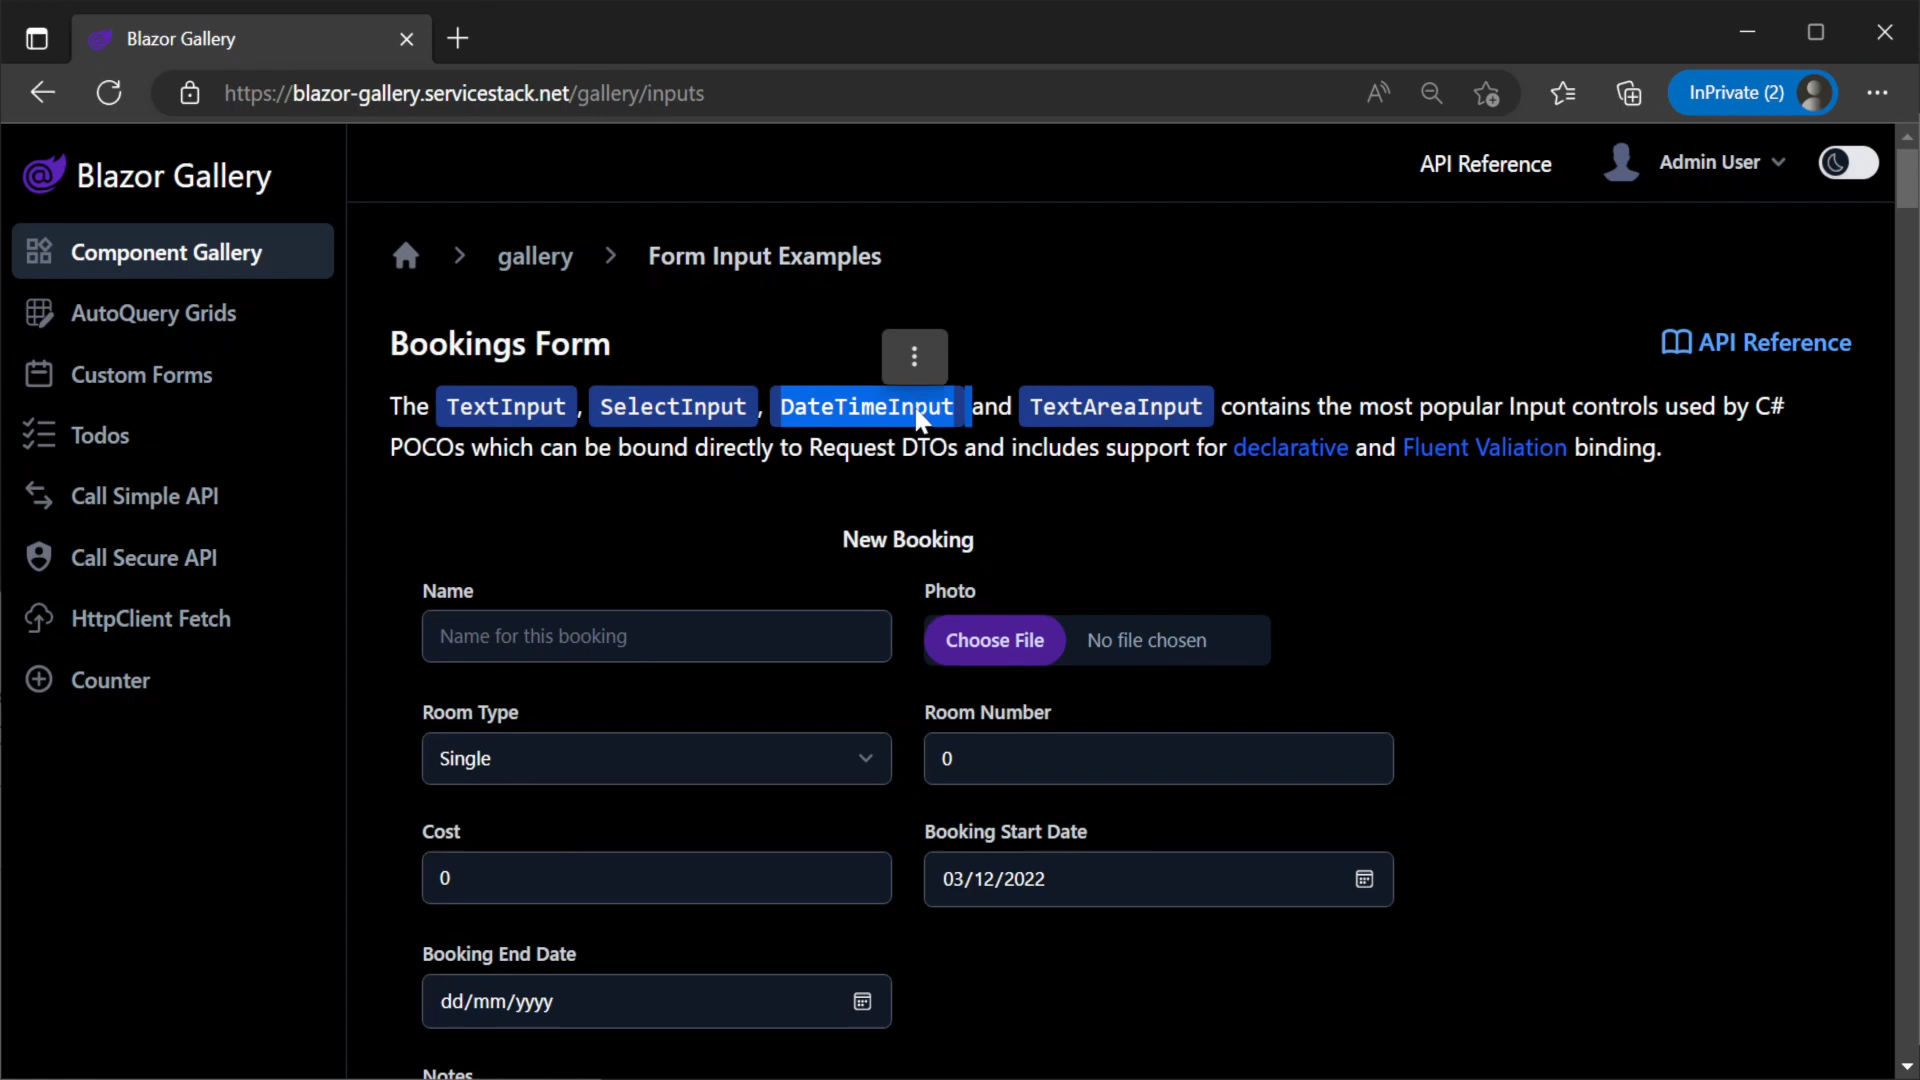 Blazor Gallery
https://blazor-gallery.servicestack.net/gallery/inputs
InPrivate (2)
Blazor Gallery
API Reference
Admin User
Component Gallery
AutoQuery Grids
Custom Forms
Todos
Call Simple API
Call Secure API
HttpClient Fetch
Counter
gallery
Form Input Examples
Bookings Form
API Reference
The TextInput , SelectInput , DateTimeInput and TextAreaInput contains the most popular Input controls used by C#
POCOs which can be bound directly to Request DTOs and includes support for declarative and Fluent Valiation binding.
New Booking
Name
Photo
Name for this booking
Choose File
No file chosen
Room Type
Room Number
Single
0
Cost
Booking Start Date
0
03/12/2022
Booking End Date
dd/mm/yyyy
Notes